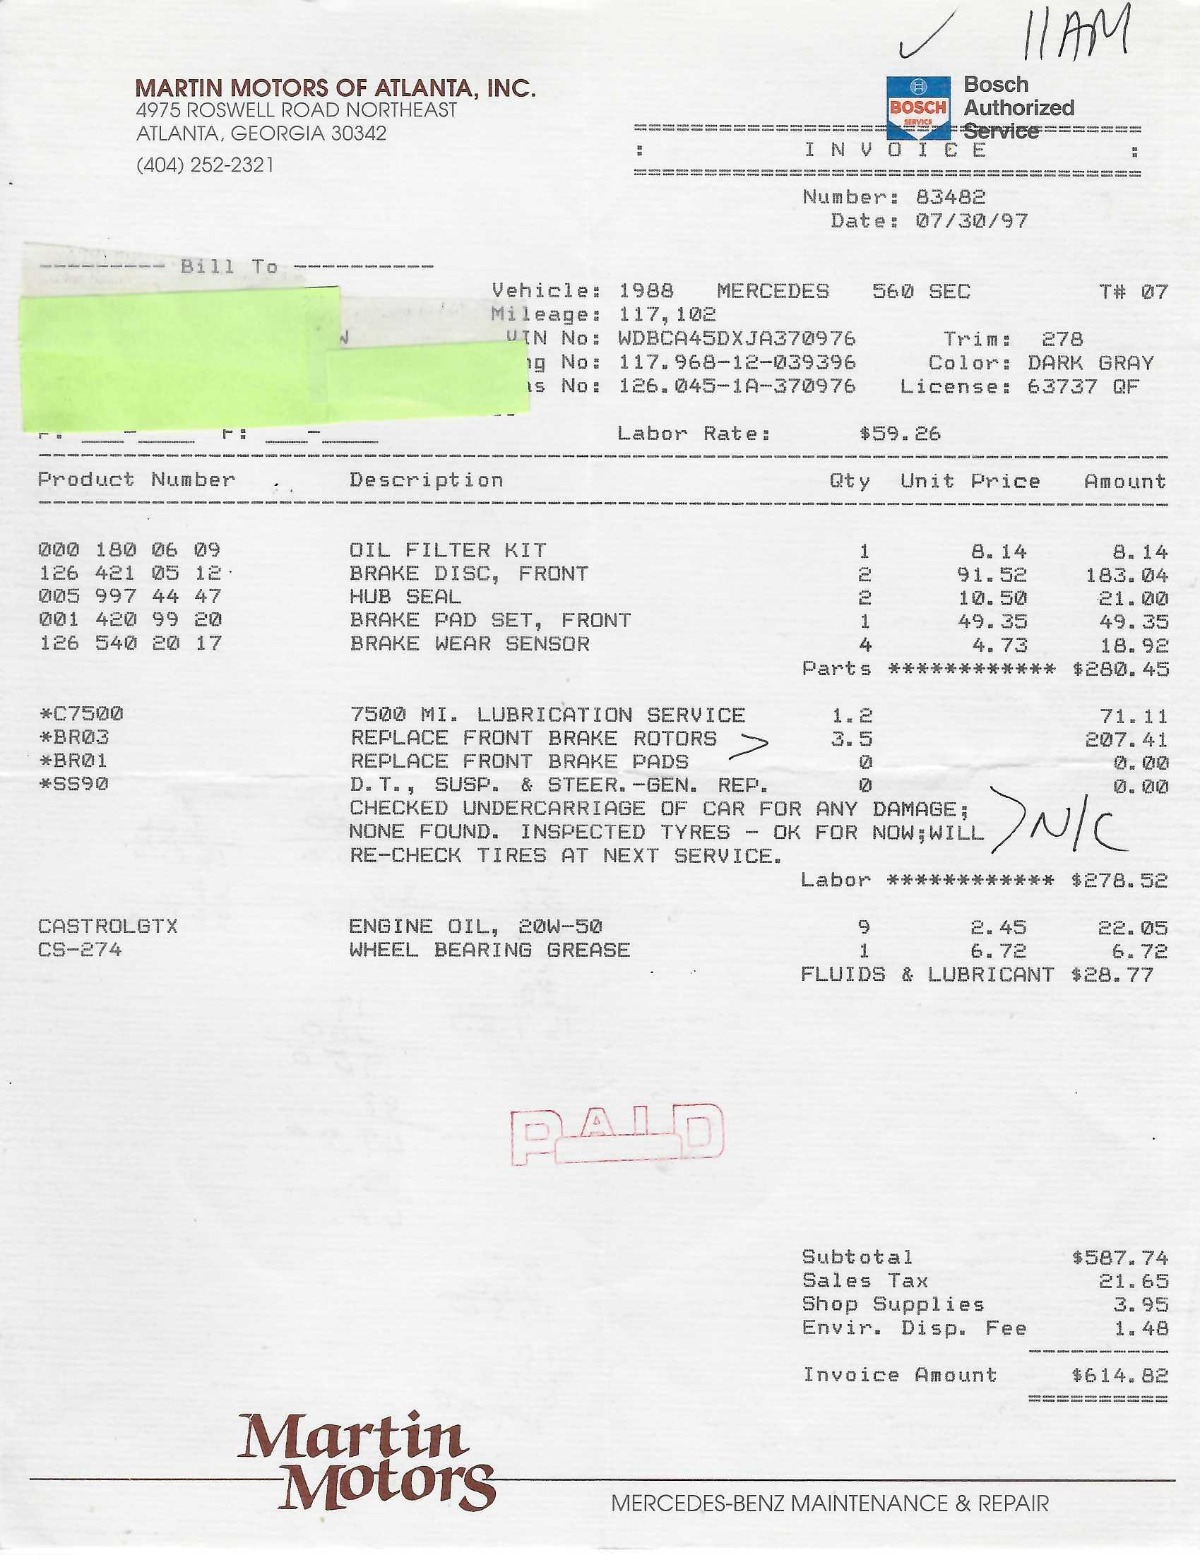 ✓ 11AM
MARTIN MOTORS OF ATLANTA, INC.
4975 ROSWELL ROAD NORTHEAST
ATLANTA, GEORGIA 30342
(404) 252-2321
BOSCH
SERVICE
Bosch
Authorized
Service
: I N V O I C E :
Number: 83482
Date: 07/30/97
--------- Bill To ----------
Vehicle: 1988 MERCEDES 560 SEC T# 07
Mileage: 117,102
W VIN No: WDBCA45DXJA370976 Trim: 278
g No: 117.968-12-039396 Color: DARK GRAY
s No: 126.045-1A-370976 License: 63737 QF
P: ___-____ F: ___-____
Labor Rate: $59.26
Product Number Description Qty Unit Price Amount
000 180 06 09 OIL FILTER KIT 1 8.14 8.14
126 421 05 12 BRAKE DISC, FRONT 2 91.52 183.04
005 997 44 47 HUB SEAL 2 10.50 21.00
001 420 99 20 BRAKE PAD SET, FRONT 1 49.35 49.35
126 540 20 17 BRAKE WEAR SENSOR 4 4.73 18.92
Parts ************ $280.45
*C7500 7500 MI. LUBRICATION SERVICE 1.2 71.11
*BR03 REPLACE FRONT BRAKE ROTORS 3.5 207.41
*BR01 REPLACE FRONT BRAKE PADS 0 0.00
*SS90 D.T., SUSP. & STEER.-GEN. REP. 0 0.00
CHECKED UNDERCARRIAGE OF CAR FOR ANY DAMAGE;
NONE FOUND. INSPECTED TYRES - OK FOR NOW;WILL N/C
RE-CHECK TIRES AT NEXT SERVICE.
Labor ************ $278.52
CASTROLGTX ENGINE OIL, 20W-50 9 2.45 22.05
CS-274 WHEEL BEARING GREASE 1 6.72 6.72
FLUIDS & LUBRICANT $28.77
PAID
Subtotal $587.74
Sales Tax 21.65
Shop Supplies 3.95
Envir. Disp. Fee 1.48
Invoice Amount $614.82
Martin
Motors
MERCEDES-BENZ MAINTENANCE & REPAIR